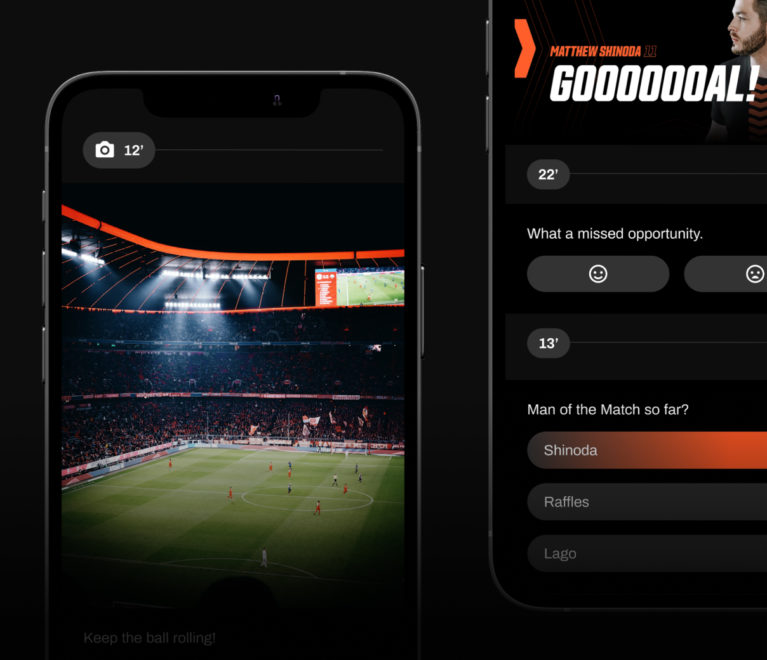 12’
Keep the ball rolling!
MATTHEW SHINODA 11
GOOOOOOAL!
22’
What a missed opportunity.
13’
Man of the Match so far?
Shinoda
Raffles
Lago